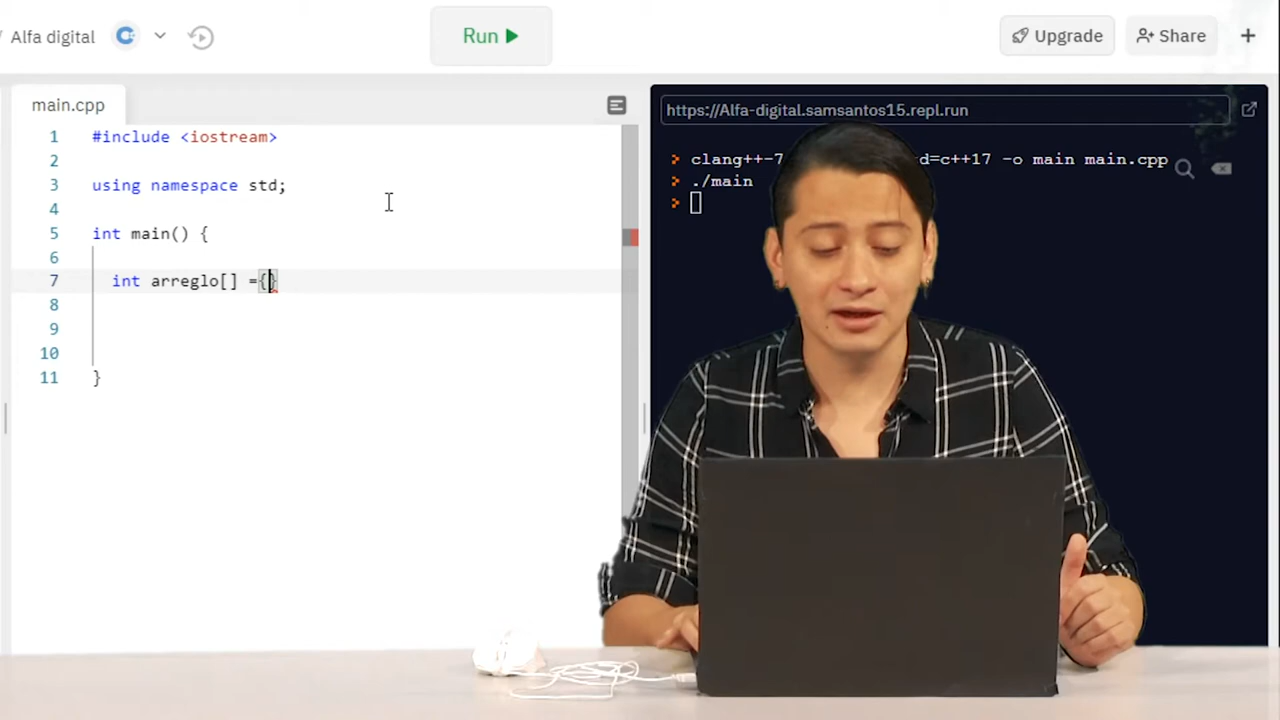 Alfa digital
Run
Upgrade
Share
+
main.cpp
1 #include <iostream>
2
3 using namespace std;
4
5 int main() {
6
7 int arreglo[] ={}
8
9
10
11 }
https://Alfa-digital.samsantos15.repl.run
> clang++-7 d=c++17 -o main main.cpp
> ./main
>